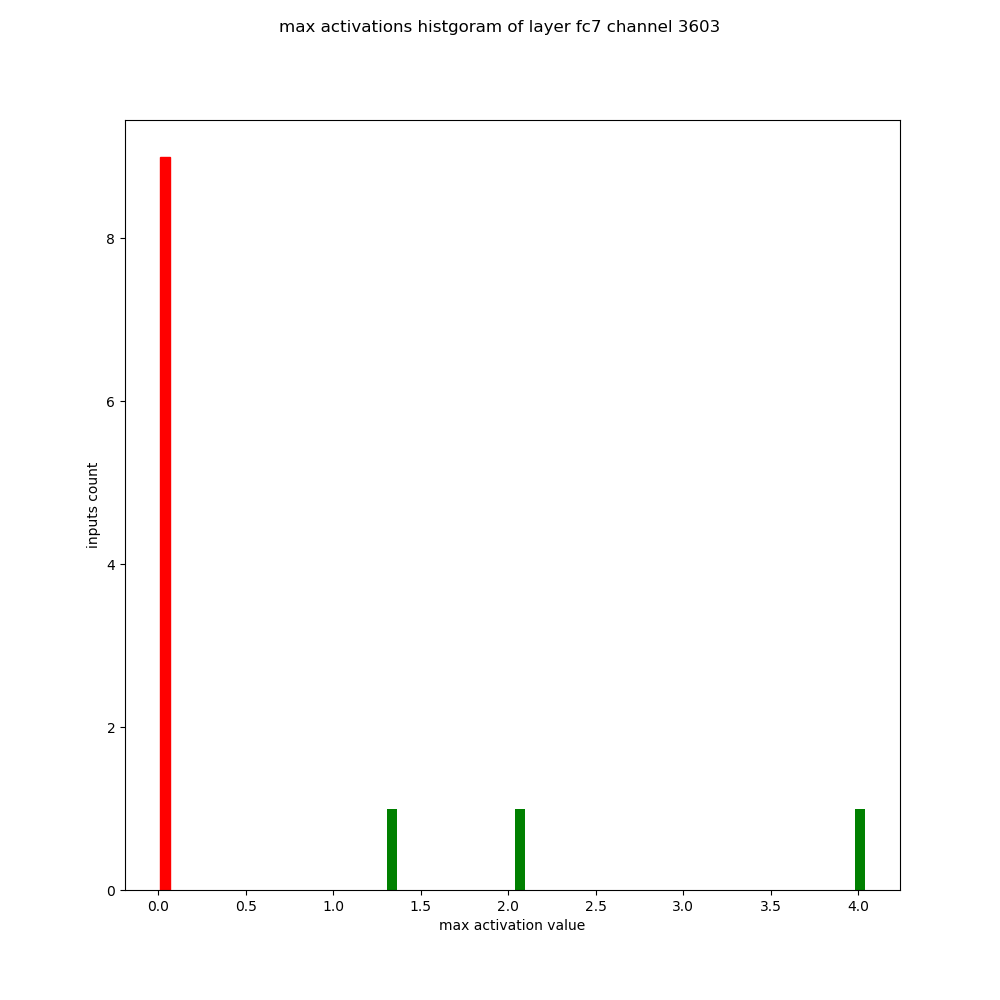 max activations histgoram of layer fc7 channel 3603
8
6
4
2
0
inputs count
0.0 0.5 1.0 1.5 2.0 2.5 3.0 3.5 4.0
max activation value